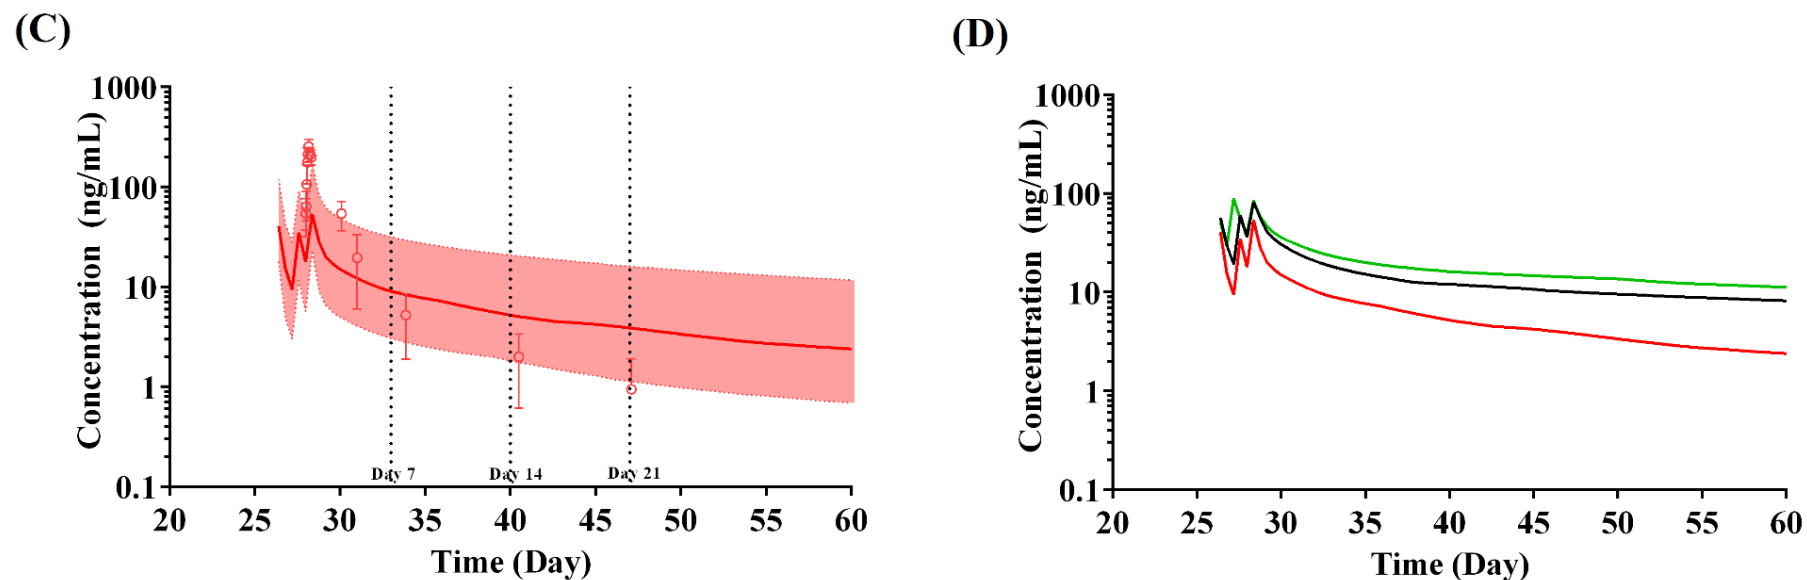 (C)
1000
100
10
1
0.1
Concentration (ng/mL)
Day 7
Day 14
Day 21
20 25 30 35 40 45 50 55 60
Time (Day)
(D)
1000
100
10
1
0.1
Concentration (ng/mL)
20 25 30 35 40 45 50 55 60
Time (Day)